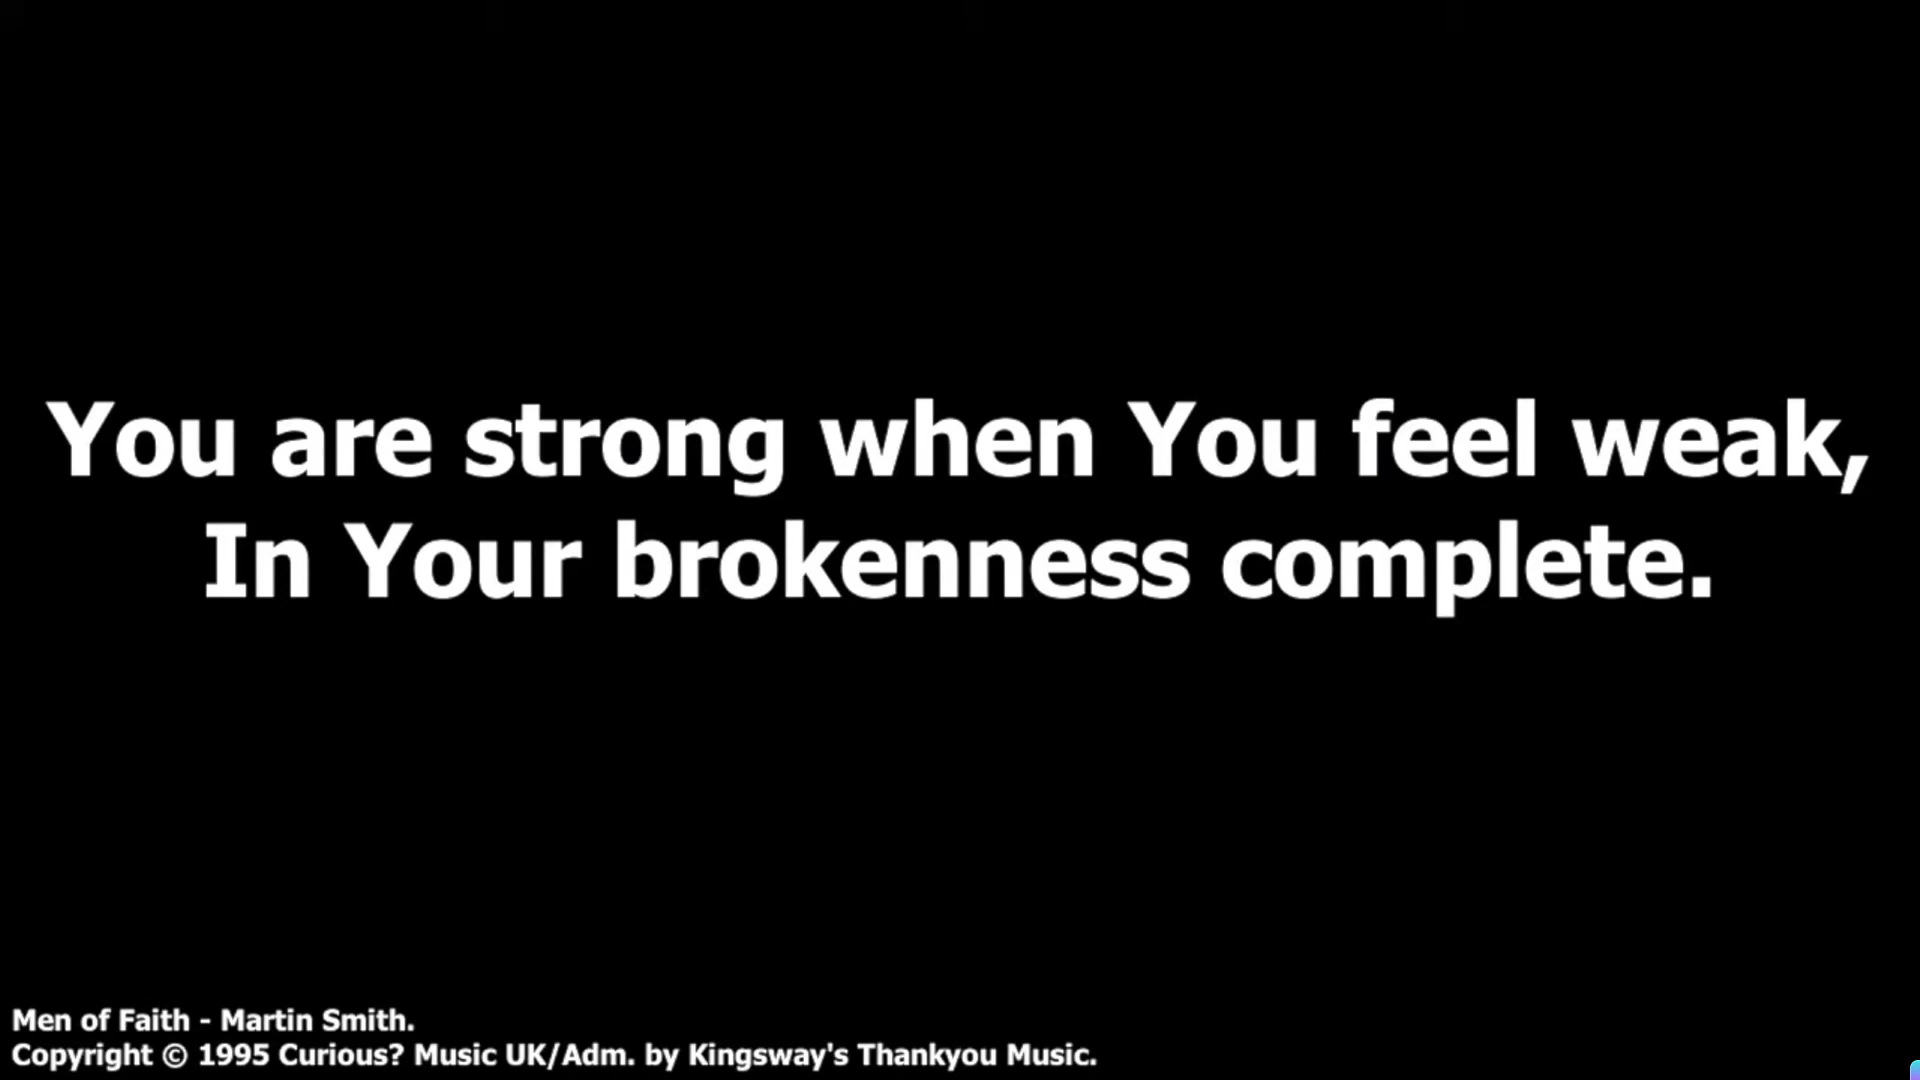 You are strong when You feel weak,
In Your brokenness complete.
Men of Faith - Martin Smith.
Copyright © 1995 Curious? Music UK/Adm. by Kingsway's Thankyou Music.